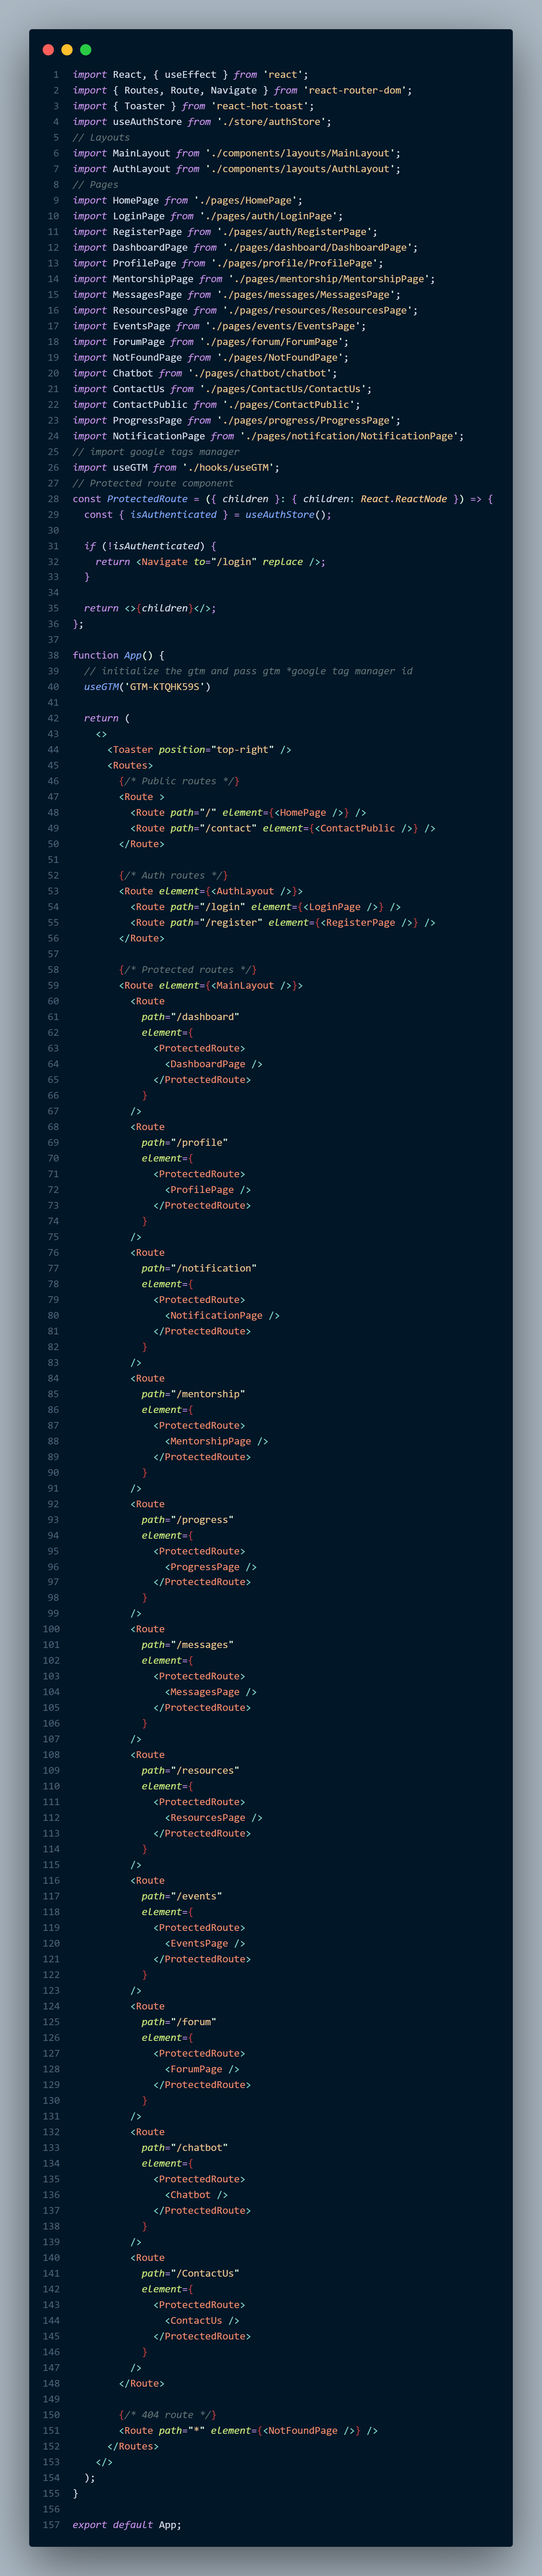 1 import React, { useEffect } from 'react';
2 import { Routes, Route, Navigate } from 'react-router-dom';
3 import { Toaster } from 'react-hot-toast';
4 import useAuthStore from './store/authStore';
5 // Layouts
6 import MainLayout from './components/layouts/MainLayout';
7 import AuthLayout from './components/layouts/AuthLayout';
8 // Pages
9 import HomePage from './pages/HomePage';
10 import LoginPage from './pages/auth/LoginPage';
11 import RegisterPage from './pages/auth/RegisterPage';
12 import DashboardPage from './pages/dashboard/DashboardPage';
13 import ProfilePage from './pages/profile/ProfilePage';
14 import MentorshipPage from './pages/mentorship/MentorshipPage';
15 import MessagesPage from './pages/messages/MessagesPage';
16 import ResourcesPage from './pages/resources/ResourcesPage';
17 import EventsPage from './pages/events/EventsPage';
18 import ForumPage from './pages/forum/ForumPage';
19 import NotFoundPage from './pages/NotFoundPage';
20 import Chatbot from './pages/chatbot/chatbot';
21 import ContactUs from './pages/ContactUs/ContactUs';
22 import ContactPublic from './pages/ContactPublic';
23 import ProgressPage from './pages/progress/ProgressPage';
24 import NotificationPage from './pages/notifcation/NotificationPage';
25 // import google tags manager
26 import useGTM from './hooks/useGTM';
27 // Protected route component
28 const ProtectedRoute = ({ children }: { children: React.ReactNode }) => {
29   const { isAuthenticated } = useAuthStore();
30
31   if (!isAuthenticated) {
32     return <Navigate to="/login" replace />;
33   }
34
35   return <>{children}</>;
36 };
37
38 function App() {
39   // initialize the gtm and pass gtm *google tag manager id
40   useGTM('GTM-KTQHK59S')
41
42   return (
43     <>
44       <Toaster position="top-right" />
45       <Routes>
46         {/* Public routes */}
47         <Route >
48           <Route path="/" element={<HomePage />} />
49           <Route path="/contact" element={<ContactPublic />} />
50         </Route>
51
52         {/* Auth routes */}
53         <Route element={<AuthLayout />}>
54           <Route path="/login" element={<LoginPage />} />
55           <Route path="/register" element={<RegisterPage />} />
56         </Route>
57
58         {/* Protected routes */}
59         <Route element={<MainLayout />}>
60           <Route
61             path="/dashboard"
62             element={
63               <ProtectedRoute>
64                 <DashboardPage />
65               </ProtectedRoute>
66             }
67           />
68           <Route
69             path="/profile"
70             element={
71               <ProtectedRoute>
72                 <ProfilePage />
73               </ProtectedRoute>
74             }
75           />
76           <Route
77             path="/notification"
78             element={
79               <ProtectedRoute>
80                 <NotificationPage />
81               </ProtectedRoute>
82             }
83           />
84           <Route
85             path="/mentorship"
86             element={
87               <ProtectedRoute>
88                 <MentorshipPage />
89               </ProtectedRoute>
90             }
91           />
92           <Route
93             path="/progress"
94             element={
95               <ProtectedRoute>
96                 <ProgressPage />
97               </ProtectedRoute>
98             }
99           />
100           <Route
101             path="/messages"
102             element={
103               <ProtectedRoute>
104                 <MessagesPage />
105               </ProtectedRoute>
106             }
107           />
108           <Route
109             path="/resources"
110             element={
111               <ProtectedRoute>
112                 <ResourcesPage />
113               </ProtectedRoute>
114             }
115           />
116           <Route
117             path="/events"
118             element={
119               <ProtectedRoute>
120                 <EventsPage />
121               </ProtectedRoute>
122             }
123           />
124           <Route
125             path="/forum"
126             element={
127               <ProtectedRoute>
128                 <ForumPage />
129               </ProtectedRoute>
130             }
131           />
132           <Route
133             path="/chatbot"
134             element={
135               <ProtectedRoute>
136                 <Chatbot />
137               </ProtectedRoute>
138             }
139           />
140           <Route
141             path="/ContactUs"
142             element={
143               <ProtectedRoute>
144                 <ContactUs />
145               </ProtectedRoute>
146             }
147           />
148         </Route>
149
150         {/* 404 route */}
151         <Route path="*" element={<NotFoundPage />} />
152       </Routes>
153     </>
154   );
155 }
156
157 export default App;